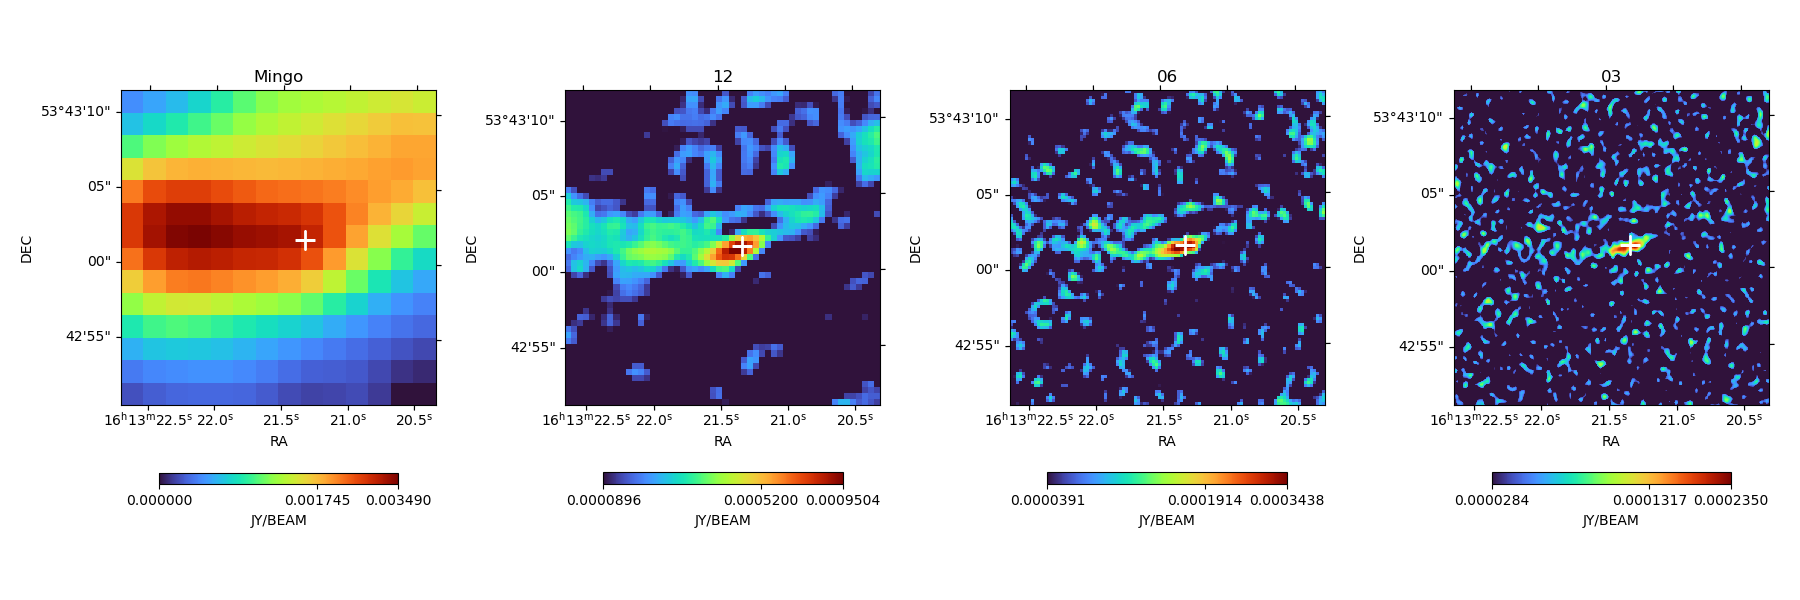 Mingo
53°43'10"
05"
00"
42'55"
DEC
16h13m22.5s 22.0s 21.5s 21.0s 20.5s
RA
0.0000000 0.001745 0.003490
JY/BEAM
12
53°43'10"
05"
00"
42'55"
DEC
16h13m22.5s 22.0s 21.5s 21.0s 20.5s
RA
0.0000896 0.0005200 0.0009504
JY/BEAM
06
53°43'10"
05"
00"
42'55"
DEC
16h13m22.5s 22.0s 21.5s 21.0s 20.5s
RA
0.0000391 0.0001914 0.0003438
JY/BEAM
03
53°43'10"
05"
00"
42'55"
DEC
16h13m22.5s 22.0s 21.5s 21.0s 20.5s
RA
0.0000284 0.0001317 0.0002350
JY/BEAM